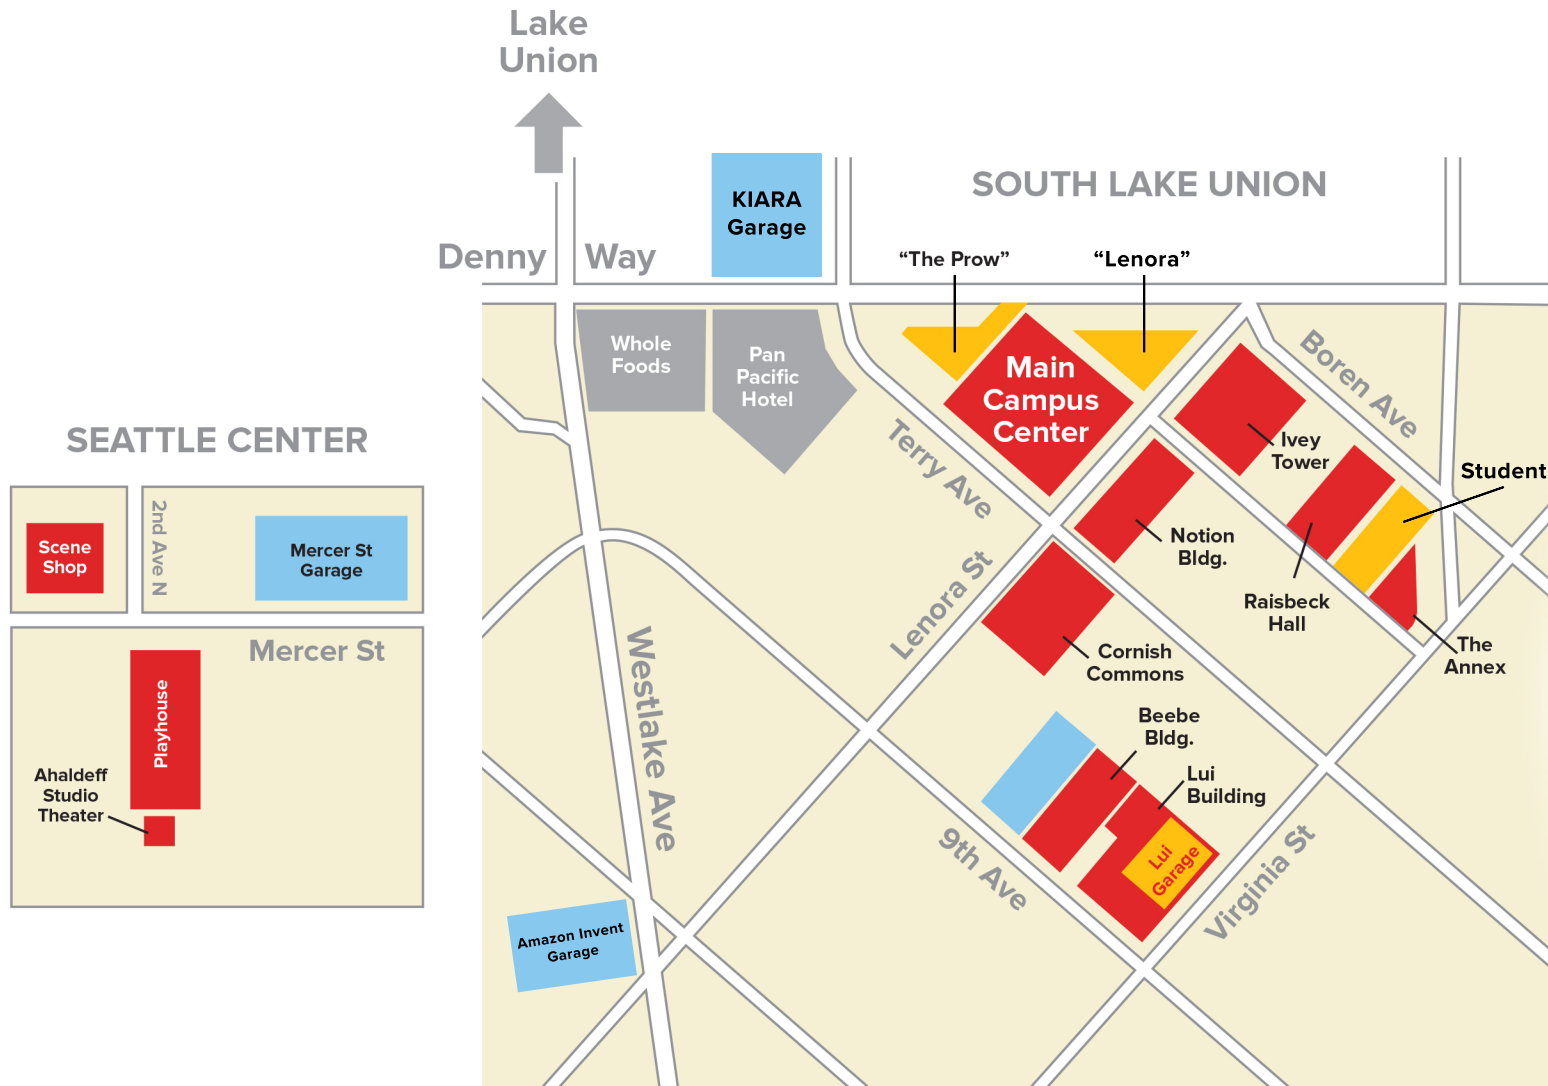 Lake
Union
SOUTH LAKE UNION
KIARA
Garage
Denny Way
“The Prow”
“Lenora”
Whole
Foods
Pan
Pacific
Hotel
Main
Campus
Center
Boren Ave
Terry Ave
Ivey
Tower
Student
Notion
Bldg.
Raisbeck
Hall
The
Annex
Lenora St
Cornish
Commons
Beebe
Bldg.
Lui
Building
Lui
Garage
9th Ave
Virginia St
Westlake Ave
Amazon Invent
Garage
SEATTLE CENTER
Scene
Shop
2nd Ave N
Mercer St
Garage
Mercer St
Playhouse
Ahaldeff
Studio
Theater